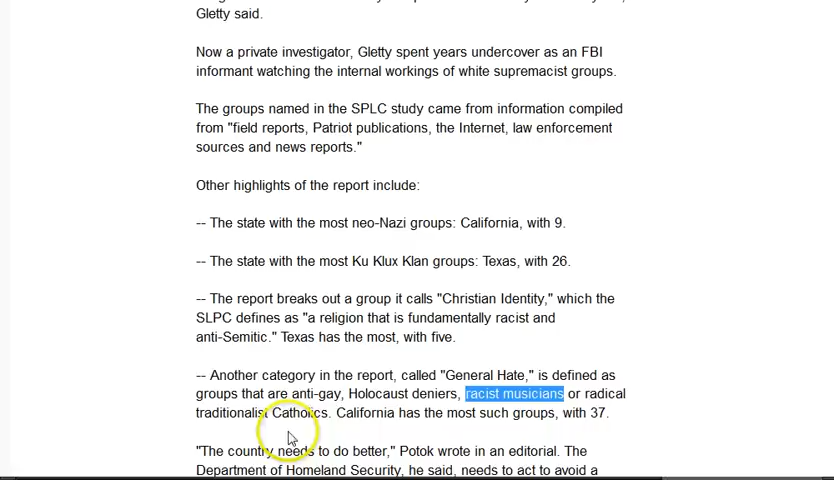 Gletty said.
Now a private investigator, Gletty spent years undercover as an FBI
informant watching the internal workings of white supremacist groups.
The groups named in the SPLC study came from information compiled
from "field reports, Patriot publications, the Internet, law enforcement
sources and news reports."
Other highlights of the report include:
-- The state with the most neo-Nazi groups: California, with 9.
-- The state with the most Ku Klux Klan groups: Texas, with 26.
-- The report breaks out a group it calls "Christian Identity," which the
SLPC defines as "a religion that is fundamentally racist and
anti-Semitic." Texas has the most, with five.
-- Another category in the report, called "General Hate," is defined as
groups that are anti-gay, Holocaust deniers, racist musicians or radical
traditionalist Catholics. California has the most such groups, with 37.
"The country needs to do better," Potok wrote in an editorial. The
Department of Homeland Security, he said, needs to act to avoid a